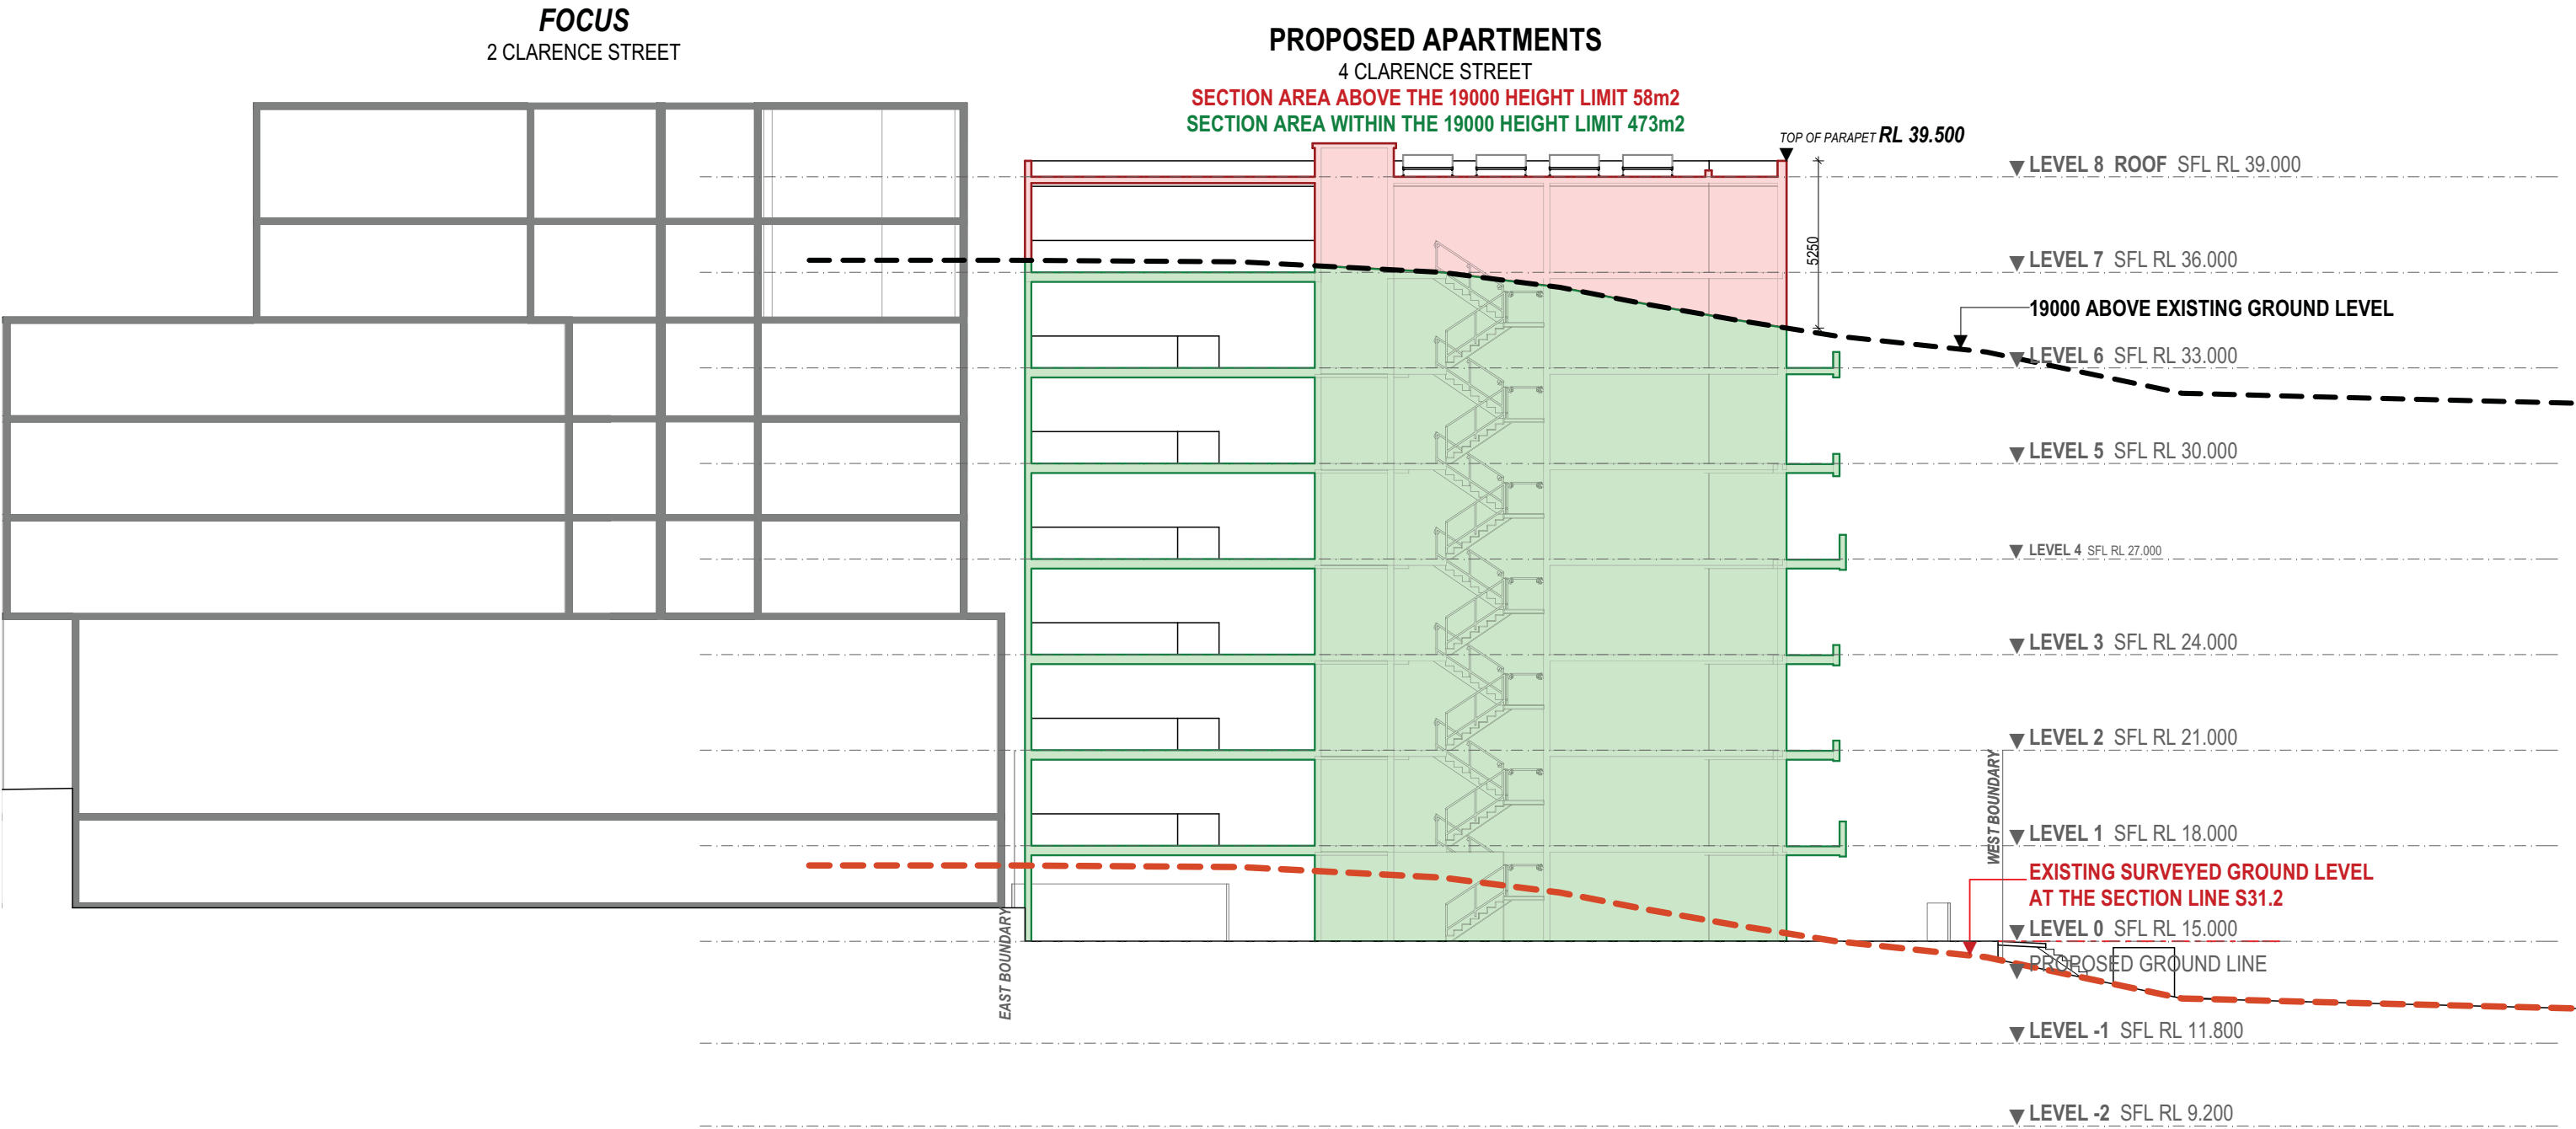 FOCUS
2 CLARENCE STREET
PROPOSED APARTMENTS
4 CLARENCE STREET
SECTION AREA ABOVE THE 19000 HEIGHT LIMIT 58m2
SECTION AREA WITHIN THE 19000 HEIGHT LIMIT 473m2
TOP OF PARAPET RL 39.500
LEVEL 8 ROOF SFL RL 39.000
5250
LEVEL 7 SFL RL 36.000
19000 ABOVE EXISTING GROUND LEVEL
LEVEL 6 SFL RL 33.000
LEVEL 5 SFL RL 30.000
LEVEL 4 SFL RL 27.000
LEVEL 3 SFL RL 24.000
LEVEL 2 SFL RL 21.000
WEST BOUNDARY
LEVEL 1 SFL RL 18.000
EXISTING SURVEYED GROUND LEVEL
AT THE SECTION LINE S31.2
LEVEL 0 SFL RL 15.000
EAST BOUNDARY
PROPOSED GROUND LINE
LEVEL -1 SFL RL 11.800
LEVEL -2 SFL RL 9.200